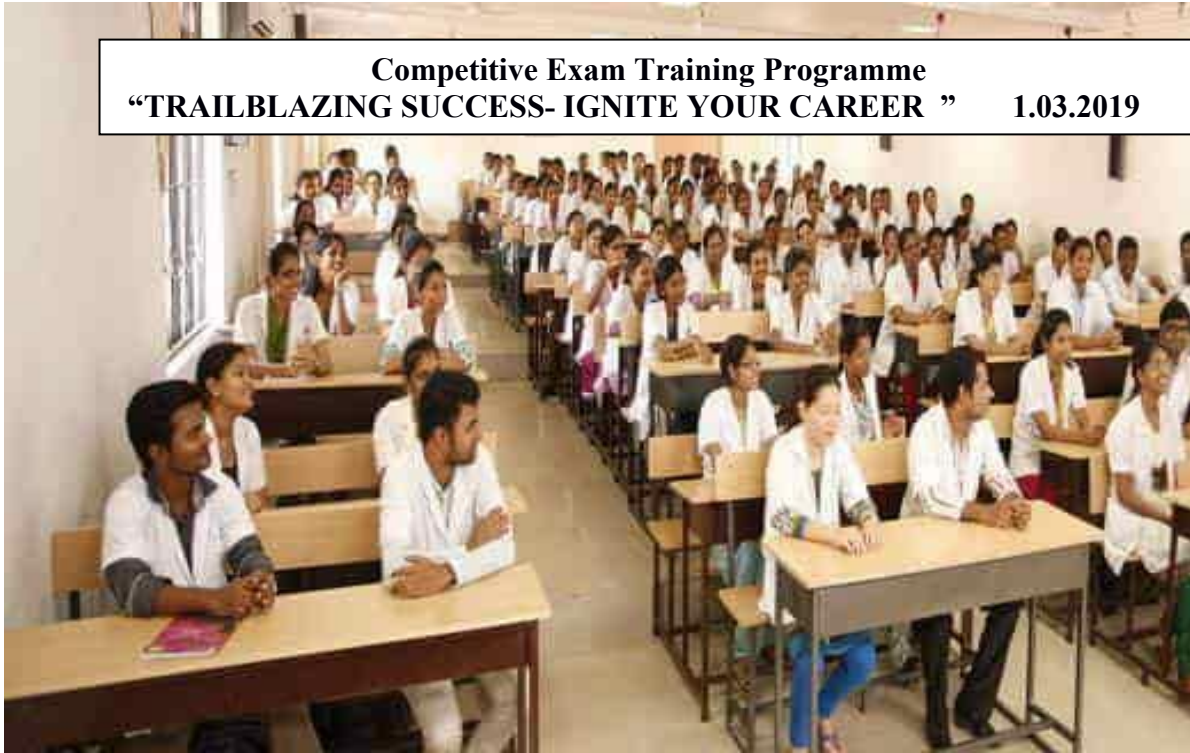 Competitive Exam Training Programme
“TRAILBLAZING SUCCESS- IGNITE YOUR CAREER ” 1.03.2019